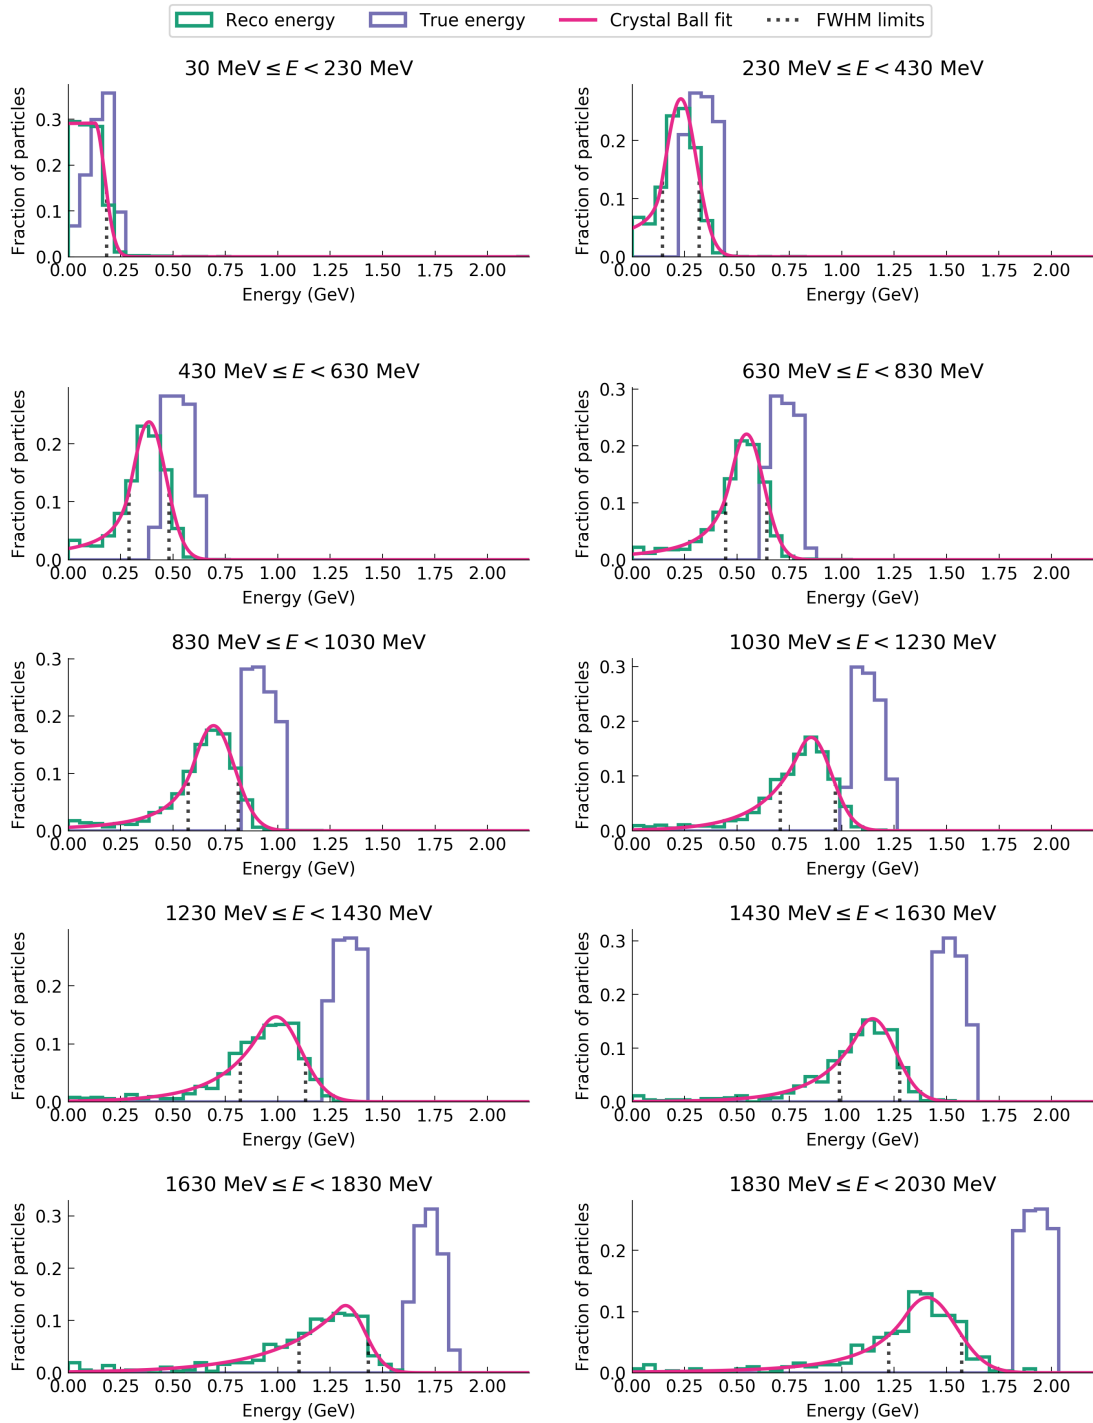 Reco energy True energy Crystal Ball fit FWHM limits
30 MeV ≤ E < 230 MeV
Fraction of particles
0.3
0.2
0.1
0.0
0.00 0.25 0.50 0.75 1.00 1.25 1.50 1.75 2.00
Energy (GeV)
230 MeV ≤ E < 430 MeV
Fraction of particles
0.2
0.1
0.0
0.00 0.25 0.50 0.75 1.00 1.25 1.50 1.75 2.00
Energy (GeV)
430 MeV ≤ E < 630 MeV
Fraction of particles
0.2
0.1
0.0
0.00 0.25 0.50 0.75 1.00 1.25 1.50 1.75 2.00
Energy (GeV)
630 MeV ≤ E < 830 MeV
Fraction of particles
0.3
0.2
0.1
0.0
0.00 0.25 0.50 0.75 1.00 1.25 1.50 1.75 2.00
Energy (GeV)
830 MeV ≤ E < 1030 MeV
Fraction of particles
0.3
0.2
0.1
0.0
0.00 0.25 0.50 0.75 1.00 1.25 1.50 1.75 2.00
Energy (GeV)
1030 MeV ≤ E < 1230 MeV
Fraction of particles
0.3
0.2
0.1
0.0
0.00 0.25 0.50 0.75 1.00 1.25 1.50 1.75 2.00
Energy (GeV)
1230 MeV ≤ E < 1430 MeV
Fraction of particles
0.2
0.1
0.0
0.00 0.25 0.50 0.75 1.00 1.25 1.50 1.75 2.00
Energy (GeV)
1430 MeV ≤ E < 1630 MeV
Fraction of particles
0.3
0.2
0.1
0.0
0.00 0.25 0.50 0.75 1.00 1.25 1.50 1.75 2.00
Energy (GeV)
1630 MeV ≤ E < 1830 MeV
Fraction of particles
0.3
0.2
0.1
0.0
0.00 0.25 0.50 0.75 1.00 1.25 1.50 1.75 2.00
Energy (GeV)
1830 MeV ≤ E < 2030 MeV
Fraction of particles
0.2
0.1
0.0
0.00 0.25 0.50 0.75 1.00 1.25 1.50 1.75 2.00
Energy (GeV)